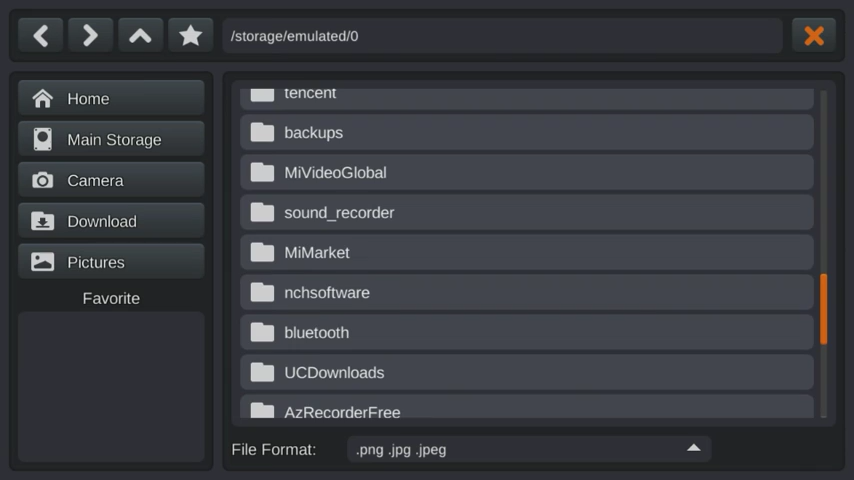 /storage/emulated/0
Home
Main Storage
Camera
Download
Pictures
Favorite
tencent
backups
MiVideoGlobal
sound_recorder
MiMarket
nchsoftware
bluetooth
UCDownloads
AzRecorderFree
File Format:
.png .jpg .jpeg